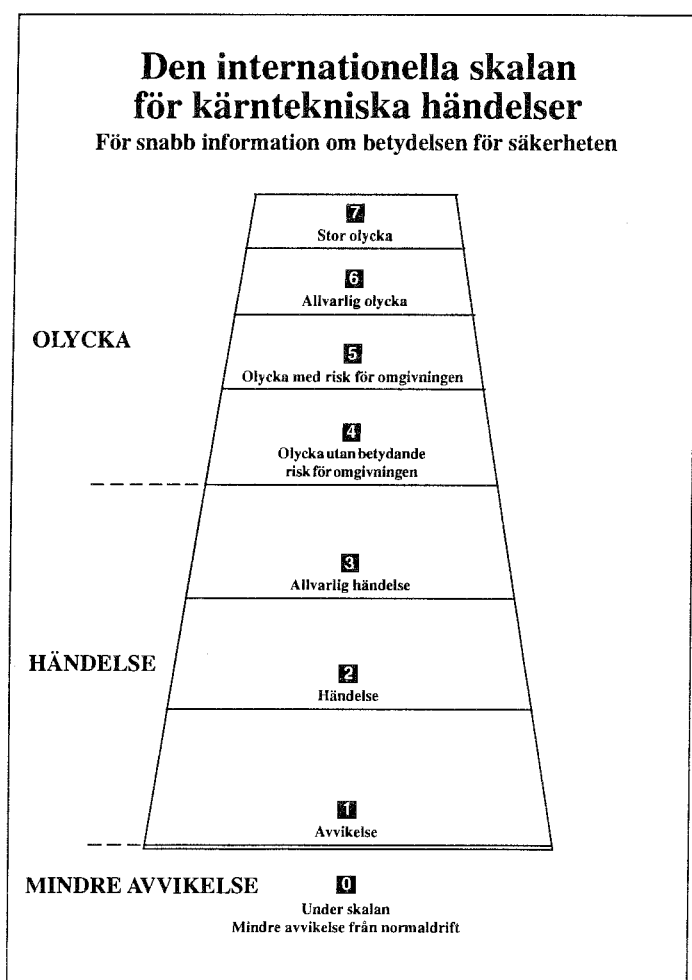 Den internationella skalan
för kärntekniska händelser
För snabb information om betydelsen för säkerheten
7
Stor olycka
6
Allvarlig olycka
OLYCKA
5
Olycka med risk för omgivningen
4
Olycka utan betydande
risk för omgivningen
3
Allvarlig händelse
HÄNDELSE
2
Händelse
1
Avvikelse
MINDRE AVVIKELSE
0
Under skalan
Mindre avvikelse från normaldrift